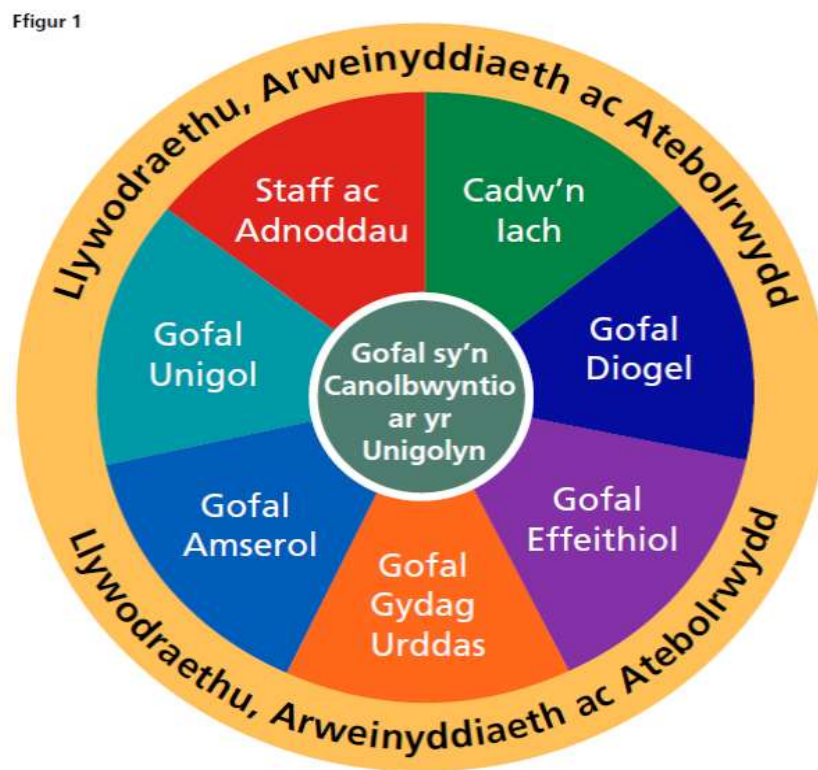 Ffigur 1
Llywodraethu, Arweinyddiaeth ac Atebolrwydd
Staff ac
Adnoddau
Cadw’n
Iach
Gofal
Unigol
Gofal
Diogel
Gofal sy’n
Canolbwyntio
ar yr
Unigolyn
Gofal
Amserol
Gofal
Effeithiol
Gofal
Gydag
Urddas
Llywodraethu, Arweinyddiaeth ac Atebolrwydd